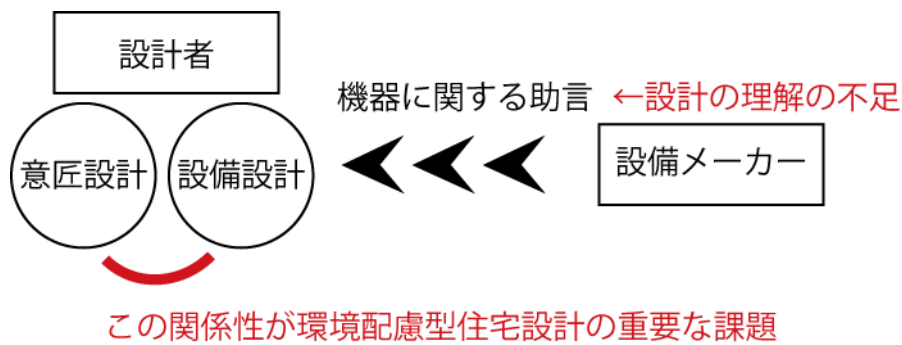 設計者
機器に関する助言 ←設計の理解の不足
意匠設計
設備設計
設備メーカー
この関係性が環境配慮型住宅設計の重要な課題